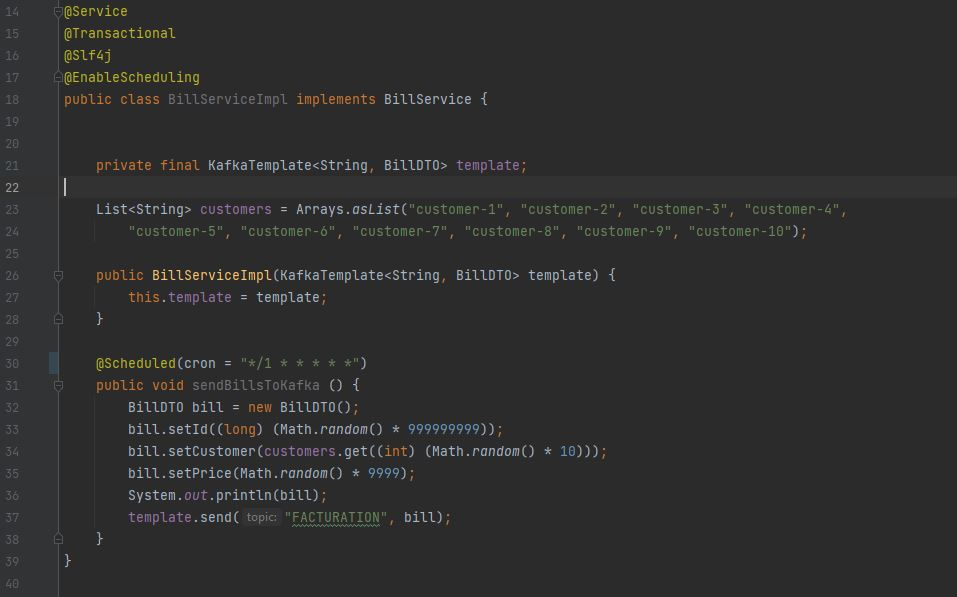 14 @Service
15 @Transactional
16 @Slf4j
17 @EnableScheduling
18 public class BillServiceImpl implements BillService {
19
20
21     private final KafkaTemplate<String, BillDTO> template;
22
23     List<String> customers = Arrays.asList("customer-1", "customer-2", "customer-3", "customer-4",
24         "customer-5", "customer-6", "customer-7", "customer-8", "customer-9", "customer-10");
25
26     public BillServiceImpl(KafkaTemplate<String, BillDTO> template) {
27         this.template = template;
28     }
29
30     @Scheduled(cron = "*/1 * * * * *")
31     public void sendBillsToKafka () {
32         BillDTO bill = new BillDTO();
33         bill.setId((long) (Math.random() * 999999999));
34         bill.setCustomer(customers.get((int) (Math.random() * 10)));
35         bill.setPrice(Math.random() * 9999);
36         System.out.println(bill);
37         template.send( topic: "FACTURATION", bill);
38     }
39 }
40